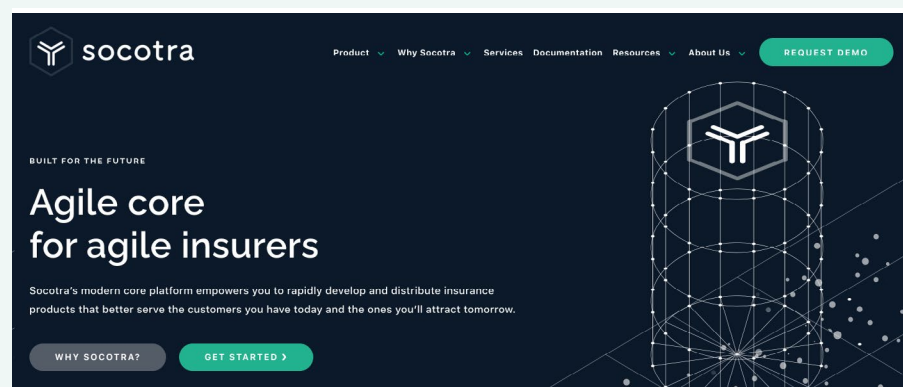 socotra
Product Why Socotra Services Documentation Resources About Us REQUEST DEMO
BUILT FOR THE FUTURE
Agile core
for agile insurers
Socotra's modern core platform empowers you to rapidly develop and distribute insurance
products that better serve the customers you have today and the ones you'll attract tomorrow.
WHY SOCOTRA? GET STARTED